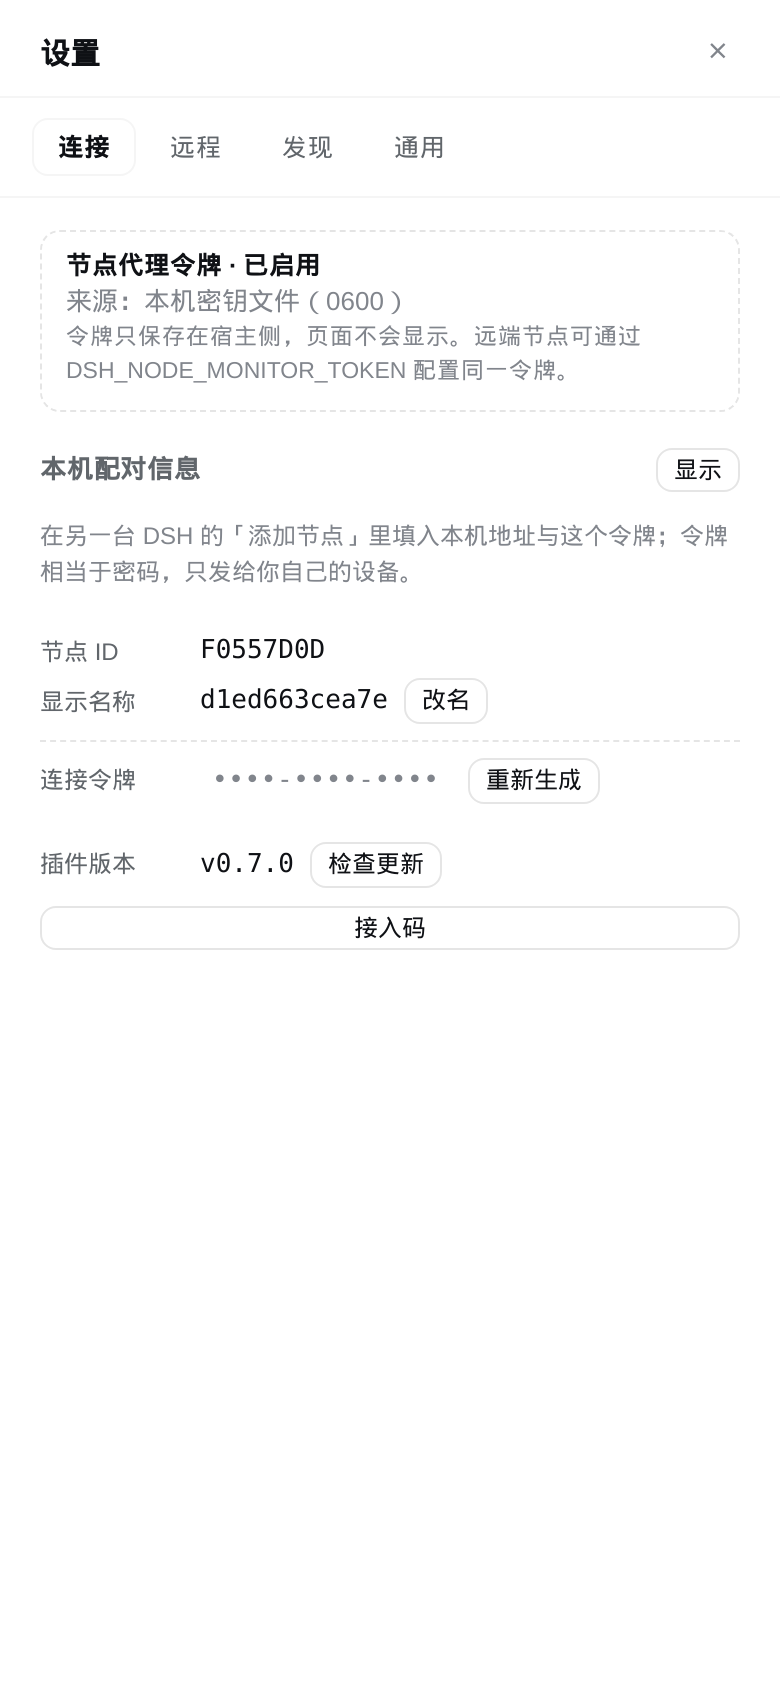 设置
×
连接 远程 发现 通用
节点代理令牌 · 已启用
来源：本机密钥文件（0600）
令牌只保存在宿主侧，页面不会显示。远端节点可通过
DSH_NODE_MONITOR_TOKEN 配置同一令牌。
本机配对信息 显示
在另一台 DSH 的「添加节点」里填入本机地址与这个令牌；令牌
相当于密码，只发给你自己的设备。
节点 ID F0557D0D
显示名称 d1ed663cea7e 改名
连接令牌 ••••-••••-•••• 重新生成
插件版本 v0.7.0 检查更新
接入码